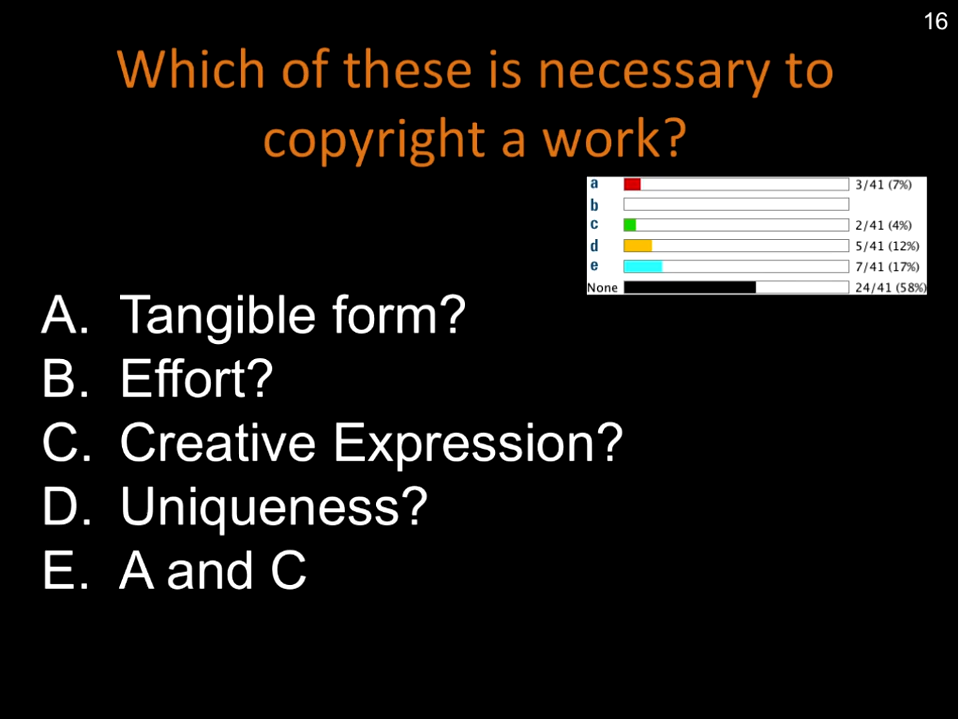 16
Which of these is necessary to
copyright a work?
a 3/41 (7%)
b
c 2/41 (4%)
d 5/41 (12%)
e 7/41 (17%)
None 24/41 (58%)
A. Tangible form?
B. Effort?
C. Creative Expression?
D. Uniqueness?
E. A and C